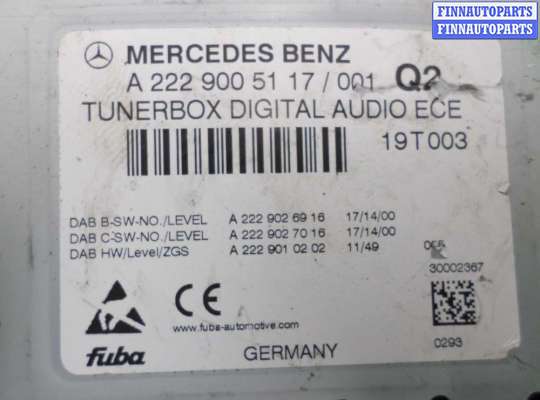 FINNAUTOPARTS
FINNAUTOPARTS
MERCEDES BENZ
A 222 900 51 17 / 001 Q2
TUNERBOX DIGITAL AUDIO ECE
19T003
DAB B-SW-NO./LEVEL A 222 902 69 16 17/14/00
DAB C-SW-NO./LEVEL A 222 902 70 16 17/14/00
DAB HW/Level/ZGS A 222 901 02 02 11/49
30002367
CE
www.fuba-automotive.com
fuba GERMANY
0293